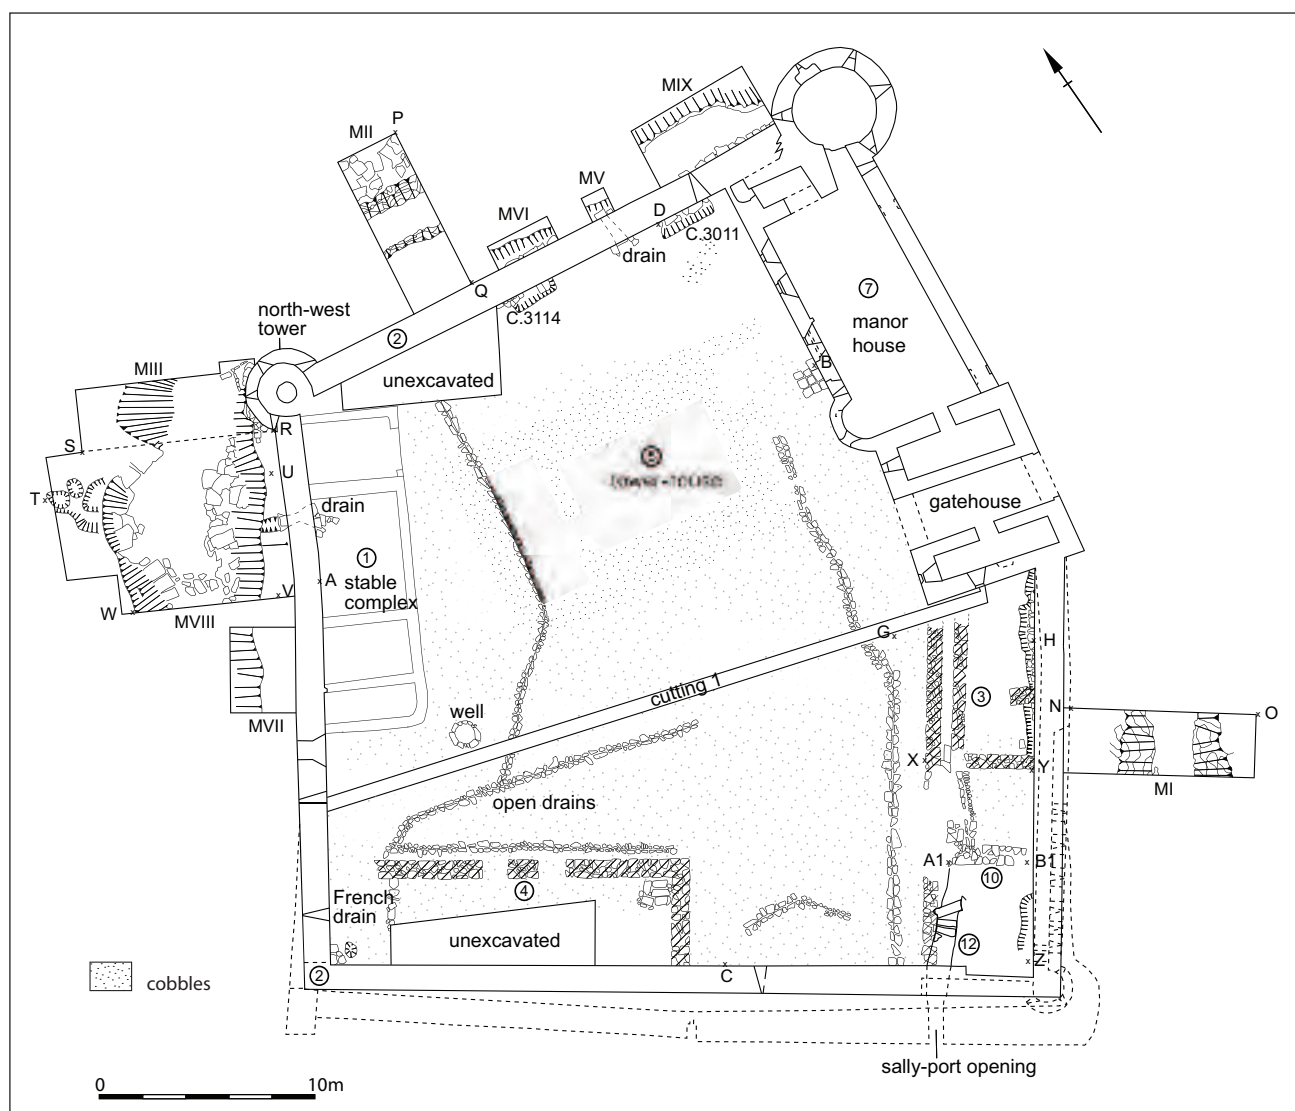 MIX
P
MII
MV
D
MVI
C.3011
drain
Q
7
manor
house
north-west
tower
2
C.3114
B
MIII
unexcavated
R
S
U
T
drain
gatehouse
1
A
stable
complex
V
W
MVIII
G
H
cutting 1
MVII
well
3
N
O
X
Y
MI
open drains
A1
B1
10
4
French
drain
unexcavated
12
Z
2
C
cobbles
sally-port opening
0
10m